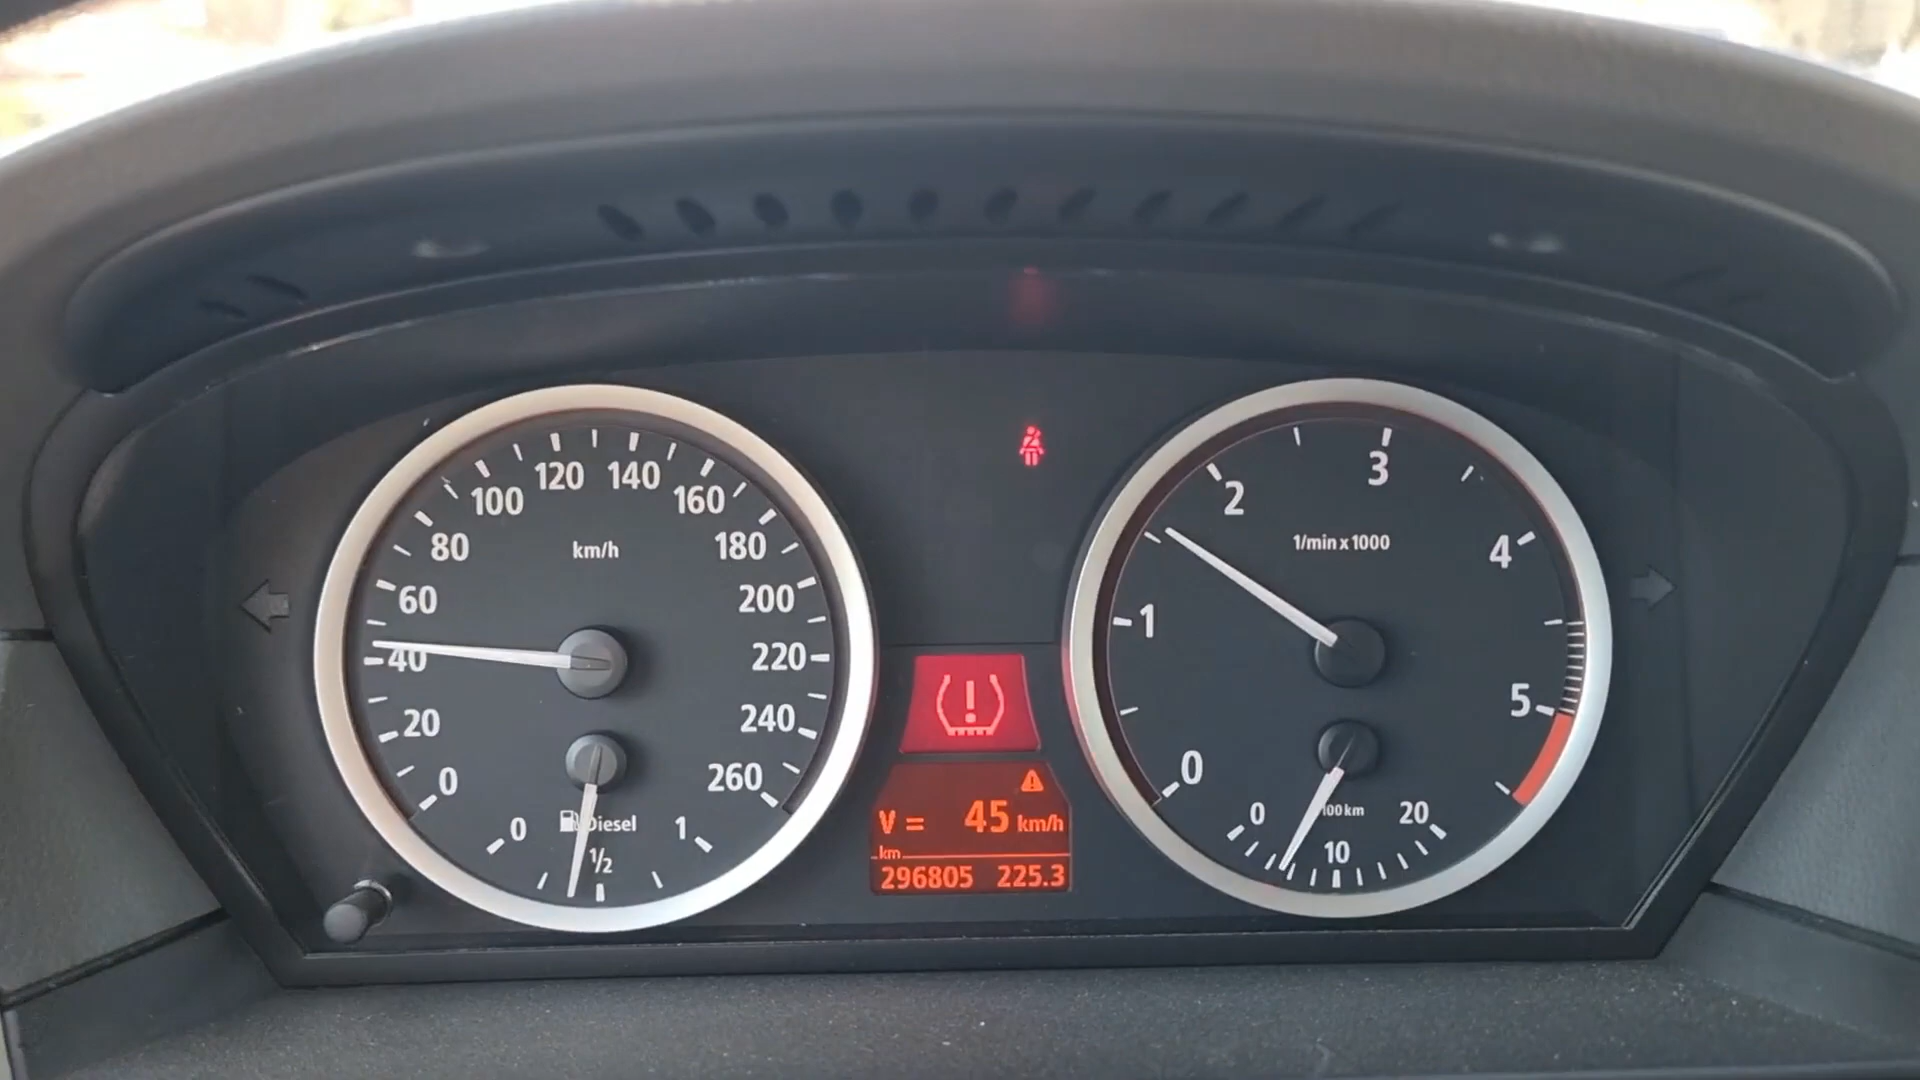 120 140
100 160
80 km/h 180
60 200
40 220
20 240
0 260
0 Diesel 1
1/2
!
V = 45 km/h
km
296805 225.3
3
2
1/min x 1000
4
1
5
0
0 100 km 20
10